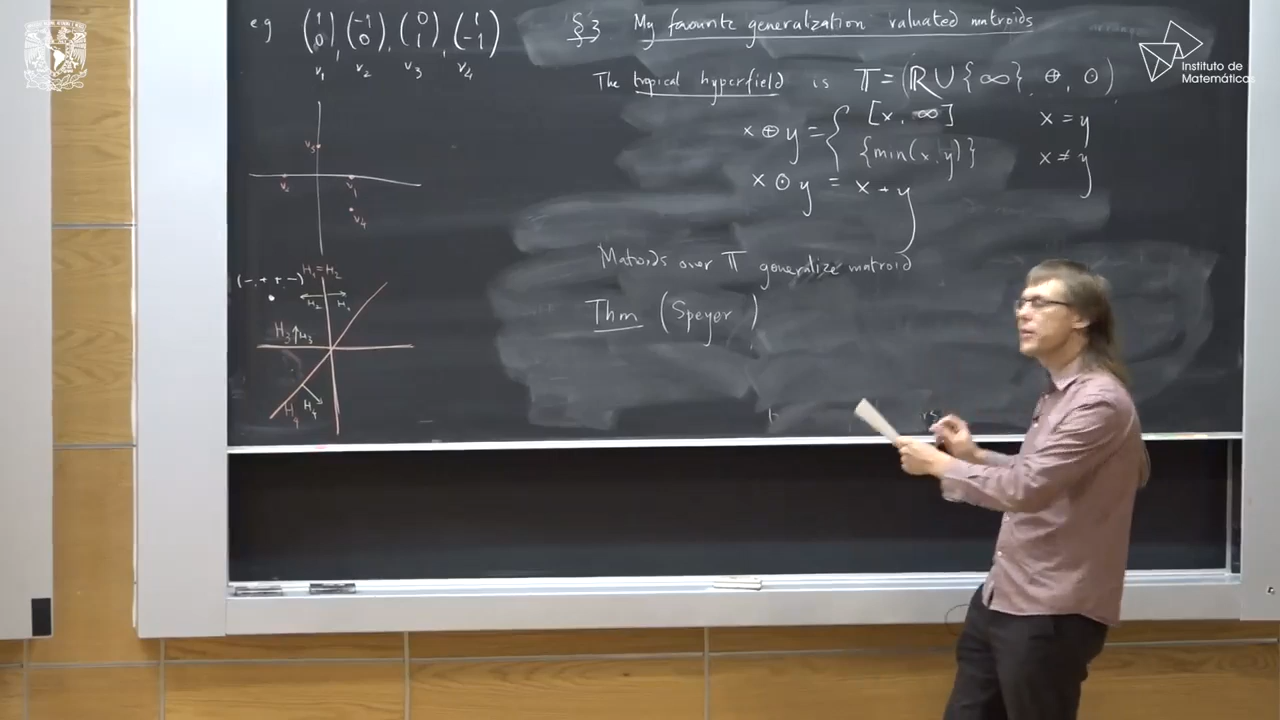 eg (1 0), (-1 0), (0 1), (1 -1)
v₁ v₂ v₃ v₄
v₃
v₂ v₁
v₄
(-, +, +, -) H₁=H₂
H₂ H₁
H₃ H₃
H₄ H₄
§3 My favourite generalization valuated matroids
The tropical hyperfield is 𝕋 = (ℝ∪{∞}, ⊕, ⊙)
x ⊕ y = { [x, ∞] x = y
{min(x, y)} x ≠ y
x ⊙ y = x + y
Matroids over 𝕋 generalize matroid
Thm (Speyer )
Instituto de
Matemáticas